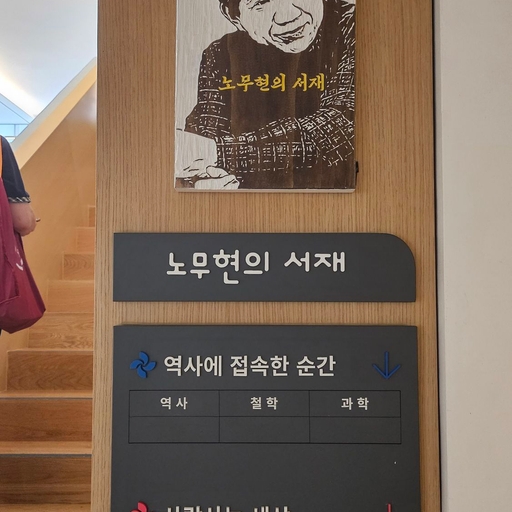 노무현의 서재
노무현의 서재
역사에 접속한 순간
역사 철학 과학